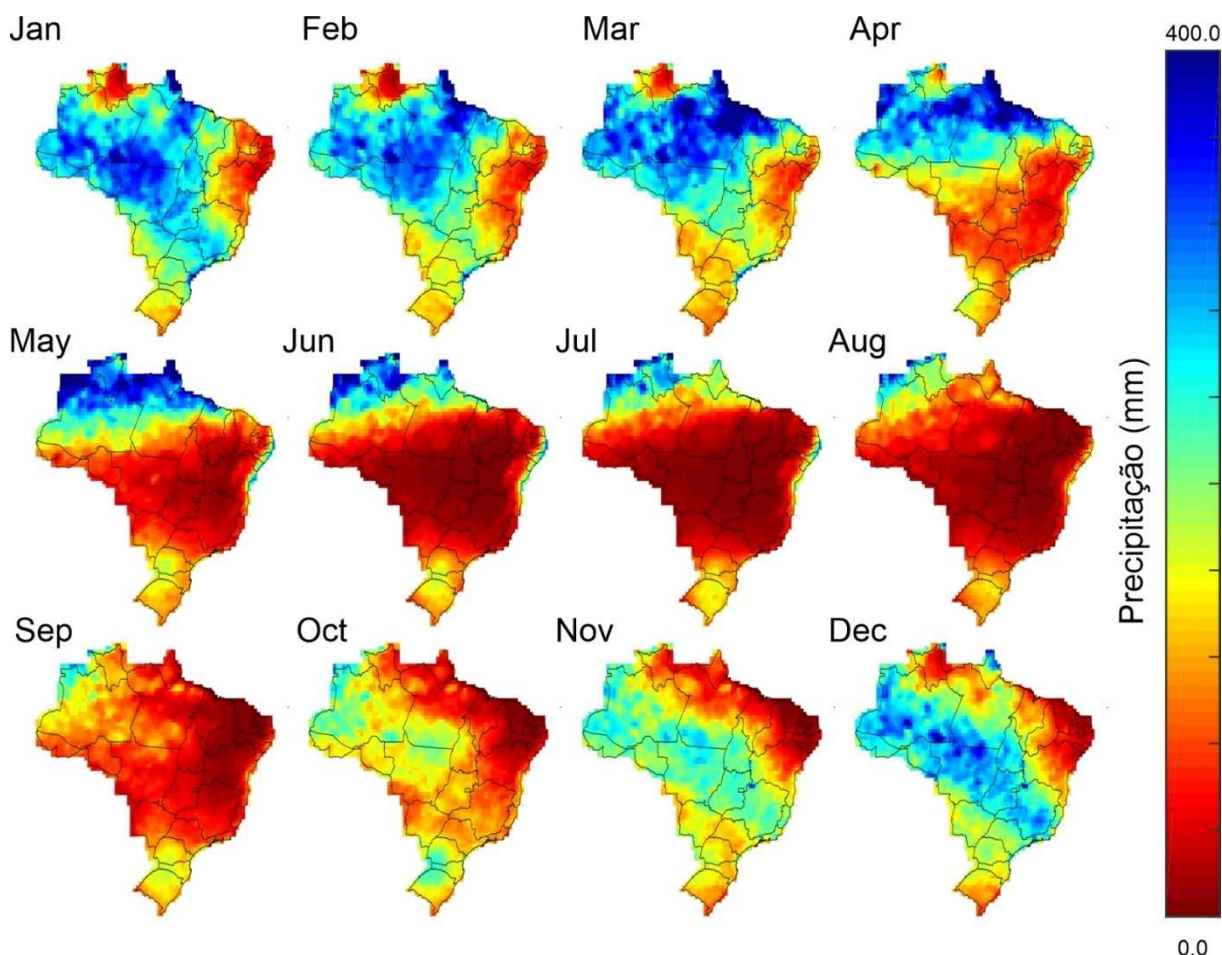 Jan Feb Mar Apr
400.0
May Jun Jul Aug
Precipitação (mm)
Sep Oct Nov Dec
0.0